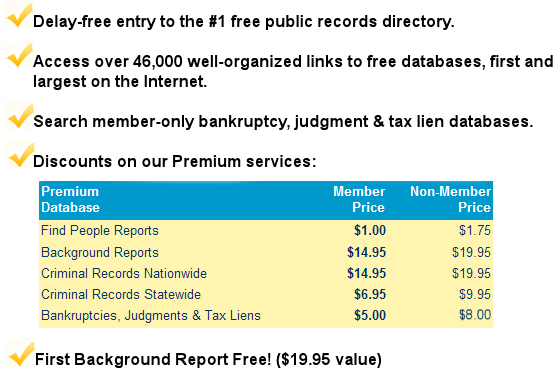 Delay-free entry to the #1 free public records directory.
Access over 46,000 well-organized links to free databases, first and
largest on the Internet.
Search member-only bankruptcy, judgment & tax lien databases.
Discounts on our Premium services:
Premium Database Member Price Non-Member Price
Find People Reports $1.00 $1.75
Background Reports $14.95 $19.95
Criminal Records Nationwide $14.95 $19.95
Criminal Records Statewide $6.95 $9.95
Bankruptcies, Judgments & Tax Liens $5.00 $8.00
First Background Report Free! ($19.95 value)